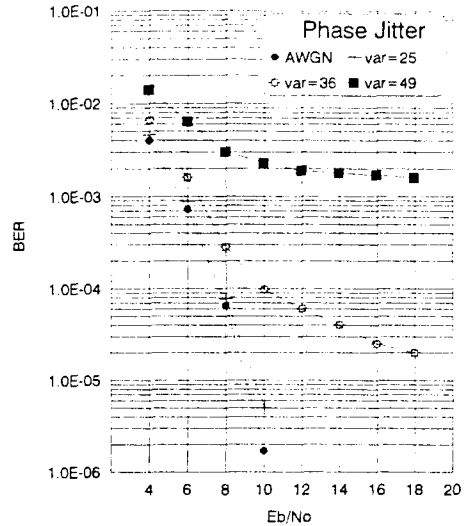 Phase Jitter
AWGN var=25
var=36 var=49
1.0E-01
1.0E-02
1.0E-03
1.0E-04
1.0E-05
1.0E-06
BER
4 6 8 10 12 14 16 18 20
Eb/No